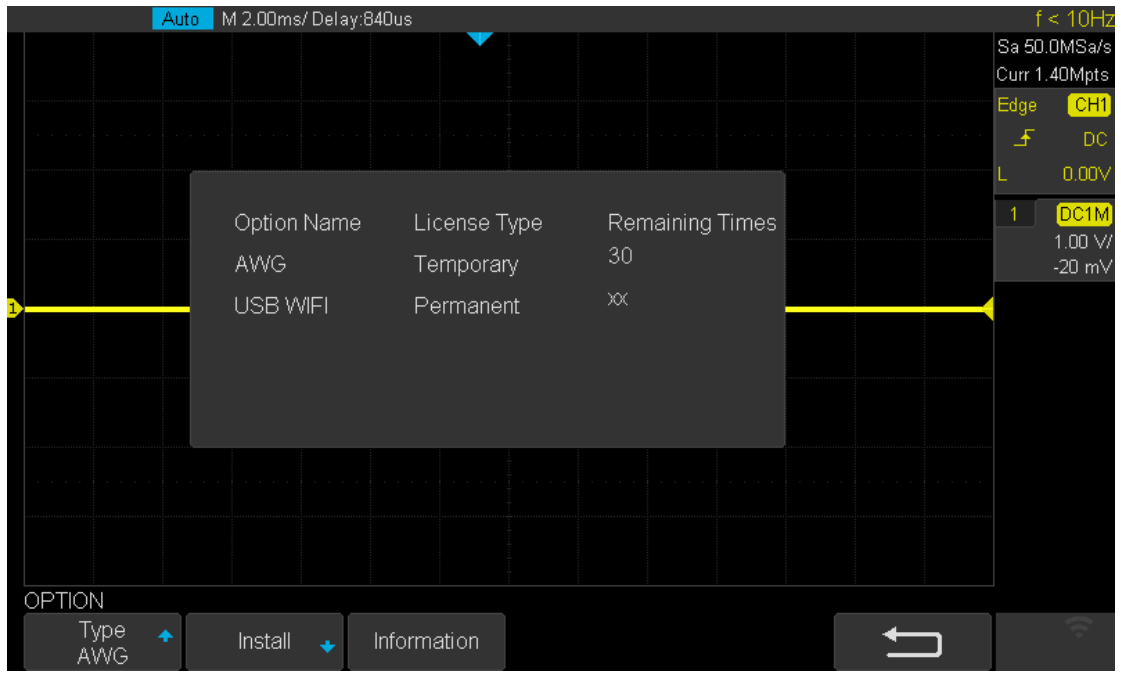 Auto M 2.00ms/ Delay:840us f < 10Hz
Sa 50.0MSa/s
Curr 1.40Mpts
Edge CH1
DC
L 0.00V
1 DC1M
1.00 V/
-20 mV
Option Name License Type Remaining Times
AWG Temporary 30
USB WIFI Permanent xx
1
OPTION
Type Install Information
AWG